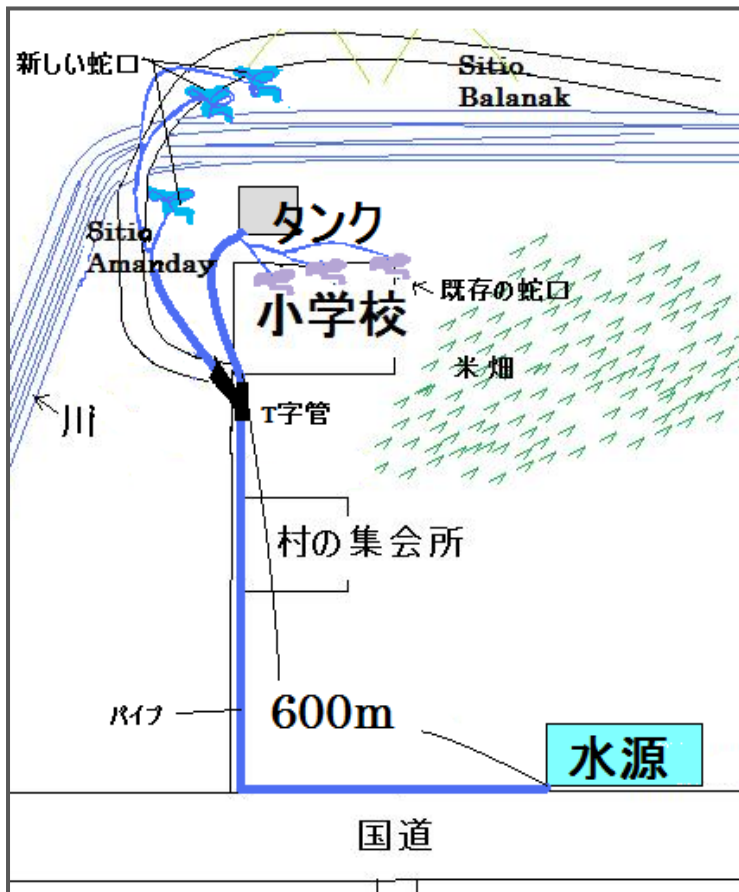 新しい蛇口
Sitio
Balanak
タンク
Sitio
Amanday
既存の蛇口
小学校
米畑
川
T字管
村の集会所
パイプ
600m
水源
国道